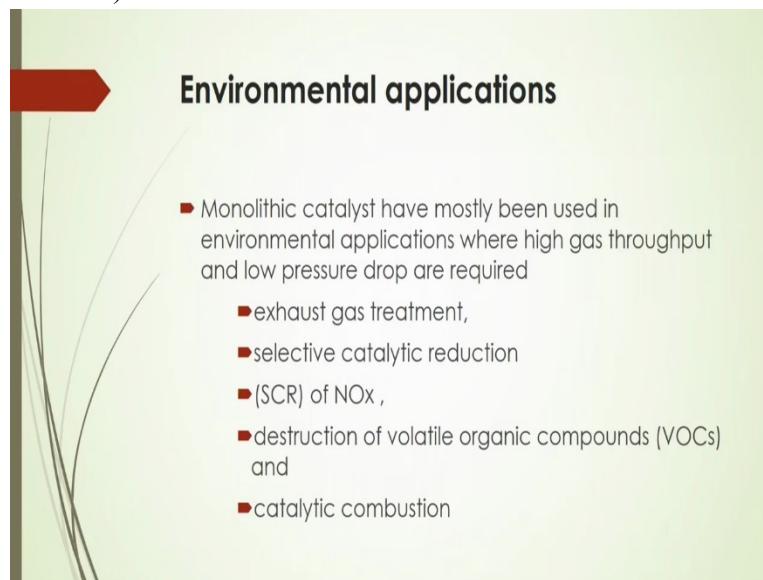 Environmental applications
Monolithic catalyst have mostly been used in
environmental applications where high gas throughput
and low pressure drop are required
exhaust gas treatment,
selective catalytic reduction
(SCR) of NOx ,
destruction of volatile organic compounds (VOCs)
and
catalytic combustion